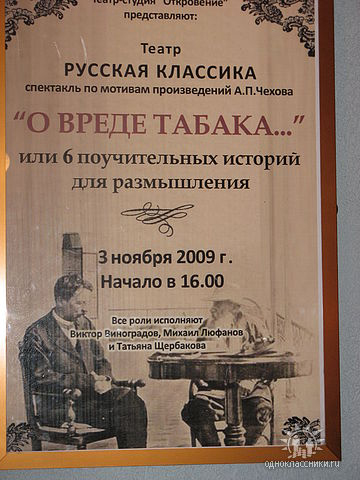 Театр-студия "Откровение"
представляют:
Театр
РУССКАЯ КЛАССИКА
спектакль по мотивам произведений А.П.Чехова
"О ВРЕДЕ ТАБАКА..."
или 6 поучительных историй
для размышления
3 ноября 2009 г.
Начало в 16.00
Все роли исполняют
Виктор Виноградов, Михаил Люфанов
и Татьяна Щербакова
одноклассники.ru